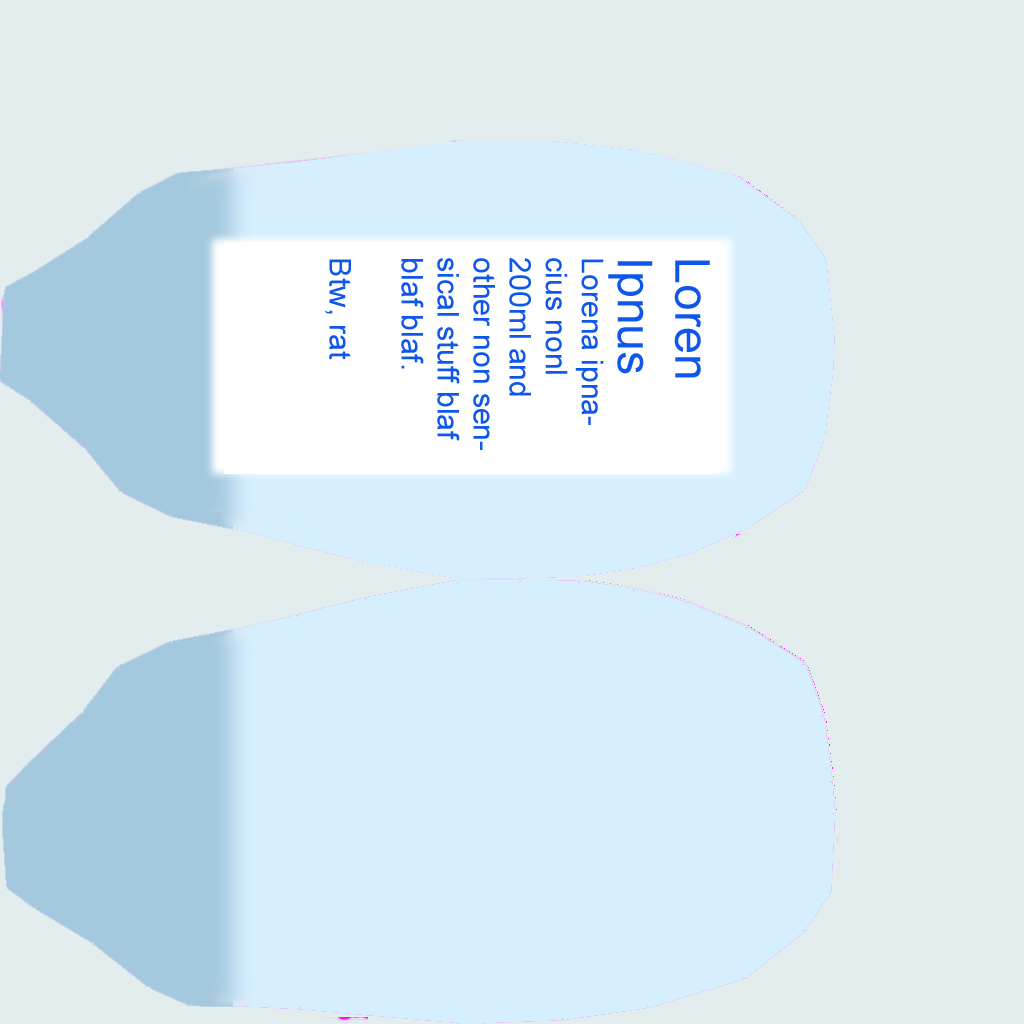 Loren
Ipnus
Lorena ipna-
cius nonl
200ml and
other non sen-
sical stuff blaf
blaf blaf.
Btw, rat